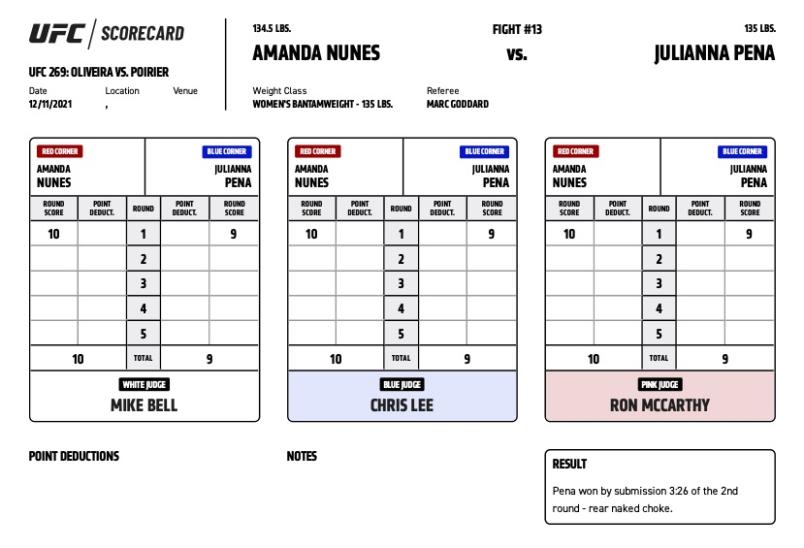 UFC / SCORECARD
UFC 269: OLIVEIRA VS. POIRIER
Date Location Venue
12/11/2021 ,
134.5 LBS. FIGHT #13 135 LBS.
AMANDA NUNES VS. JULIANNA PENA
Weight Class Referee
WOMEN'S BANTAMWEIGHT - 135 LBS. MARC GODDARD
RED CORNER BLUE CORNER
AMANDA JULIANNA
NUNES PENA
ROUND SCORE POINT DEDUCT. ROUND POINT DEDUCT. ROUND SCORE
10 1 9
2
3
4
5
10 TOTAL 9
WHITE JUDGE
MIKE BELL
RED CORNER BLUE CORNER
AMANDA JULIANNA
NUNES PENA
ROUND SCORE POINT DEDUCT. ROUND POINT DEDUCT. ROUND SCORE
10 1 9
2
3
4
5
10 TOTAL 9
BLUE JUDGE
CHRIS LEE
RED CORNER BLUE CORNER
AMANDA JULIANNA
NUNES PENA
ROUND SCORE POINT DEDUCT. ROUND POINT DEDUCT. ROUND SCORE
10 1 9
2
3
4
5
10 TOTAL 9
PINK JUDGE
RON MCCARTHY
POINT DEDUCTIONS
NOTES
RESULT
Pena won by submission 3:26 of the 2nd
round - rear naked choke.